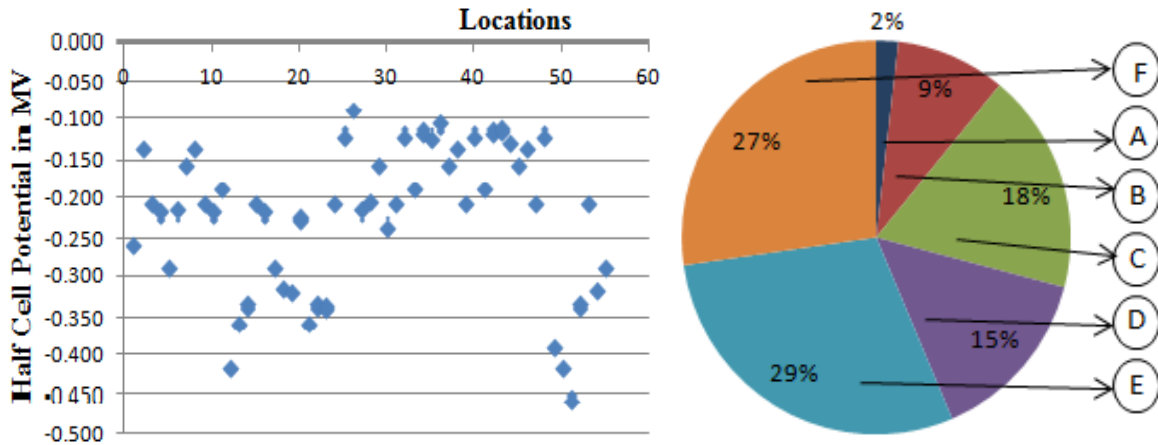 Locations
0.000
-0.050
-0.100
-0.150
-0.200
-0.250
-0.300
-0.350
-0.400
-0.450
-0.500
0 10 20 30 40 50 60
Half Cell Potential in MV
2%
9%
18%
15%
29%
27%
F
A
B
C
D
E